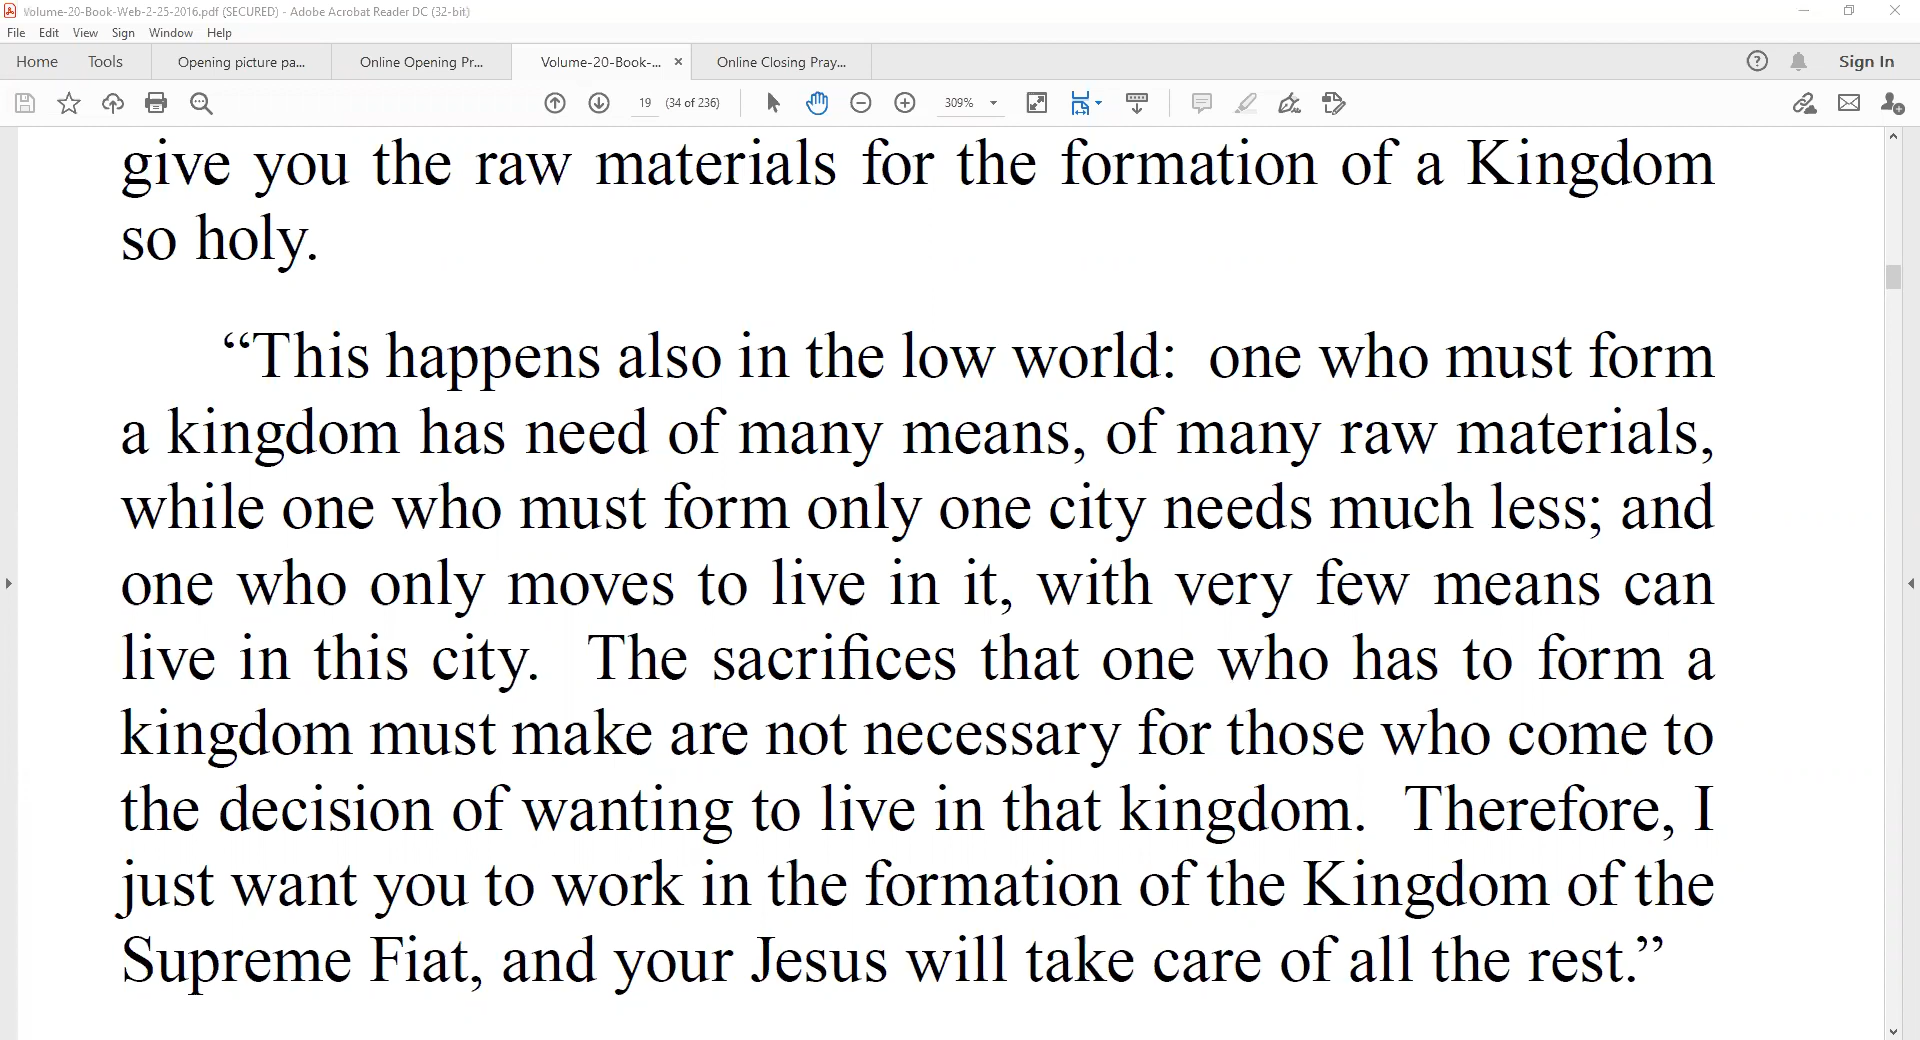 Volume-20-Book-Web-2-25-2016.pdf (SECURED) - Adobe Acrobat Reader DC (32-bit)
File Edit View Sign Window Help
Home Tools Opening picture pa... Online Opening Pr... Volume-20-Book-... × Online Closing Pray... Sign In
19 (34 of 236) 309%
give you the raw materials for the formation of a Kingdom
so holy.
“This happens also in the low world: one who must form
a kingdom has need of many means, of many raw materials,
while one who must form only one city needs much less; and
one who only moves to live in it, with very few means can
live in this city. The sacrifices that one who has to form a
kingdom must make are not necessary for those who come to
the decision of wanting to live in that kingdom. Therefore, I
just want you to work in the formation of the Kingdom of the
Supreme Fiat, and your Jesus will take care of all the rest.”